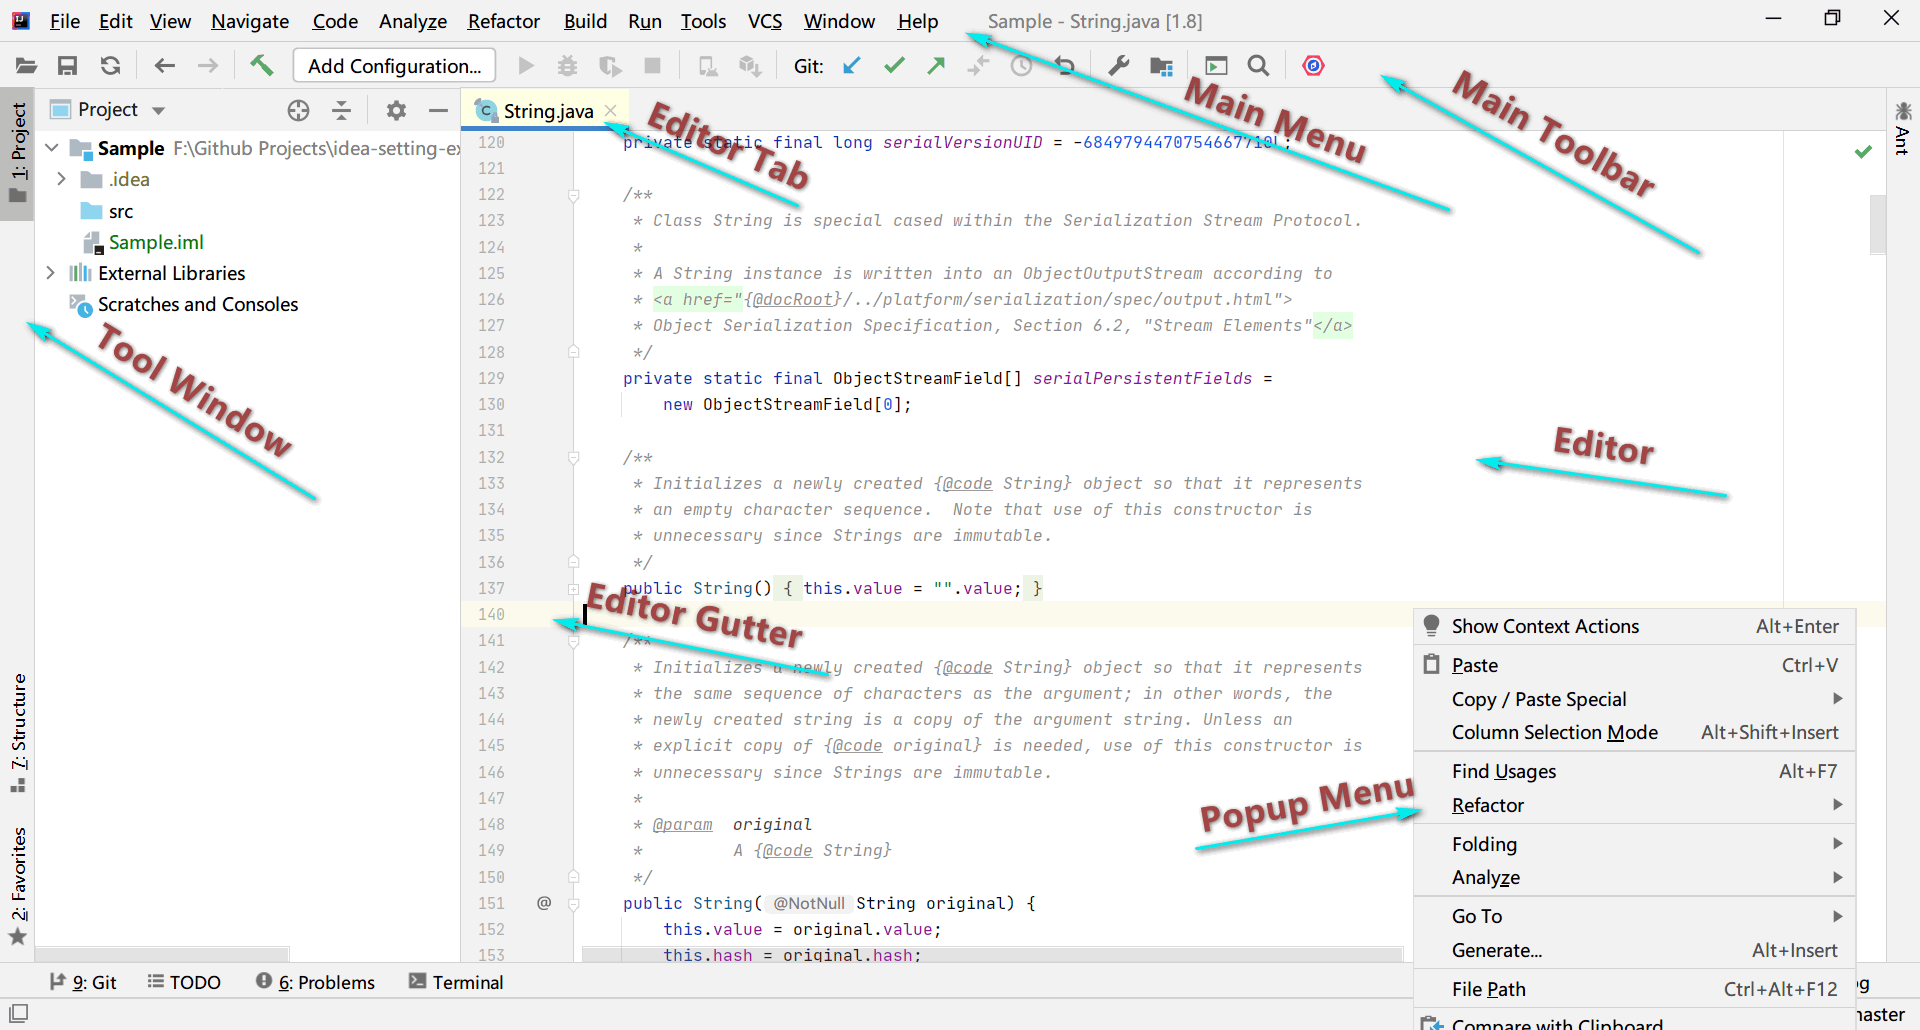 File Edit View Navigate Code Analyze Refactor Build Run Tools VCS Window Help Sample - String.java [1.8]
Add Configuration... Git:
Main Menu
Main Toolbar
1: Project
Project
String.java
Editor Tab
Ant
Sample F:\Github Projects\idea-setting-ex
.idea
src
Sample.iml
External Libraries
Scratches and Consoles
Tool Window
7: Structure
2: Favorites
120 private static final long serialVersionUID = -6849794470754667710L;
121
122 /**
123 * Class String is special cased within the Serialization Stream Protocol.
124 *
125 * A String instance is written into an ObjectOutputStream according to
126 * <a href="{@docRoot}/../platform/serialization/spec/output.html">
127 * Object Serialization Specification, Section 6.2, "Stream Elements"</a>
128 */
129 private static final ObjectStreamField[] serialPersistentFields =
130 new ObjectStreamField[0];
131
Editor
132 /**
133 * Initializes a newly created {@code String} object so that it represents
134 * an empty character sequence.  Note that use of this constructor is
135 * unnecessary since Strings are immutable.
136 */
137 public String() { this.value = "".value; }
140
Editor Gutter
141 /**
142 * Initializes a newly created {@code String} object so that it represents
143 * the same sequence of characters as the argument; in other words, the
144 * newly created string is a copy of the argument string. Unless an
145 * explicit copy of {@code original} is needed, use of this constructor is
146 * unnecessary since Strings are immutable.
147 *
148 * @param  original
149 * A {@code String}
150 */
151 @ public String( @NotNull String original) {
152 this.value = original.value;
153 this.hash = original.hash;
Popup Menu
Show Context Actions Alt+Enter
Paste Ctrl+V
Copy / Paste Special
Column Selection Mode Alt+Shift+Insert
Find Usages Alt+F7
Refactor
Folding
Analyze
Go To
Generate... Alt+Insert
File Path Ctrl+Alt+F12
Compare with Clipboard
9: Git TODO 6: Problems Terminal
og
master